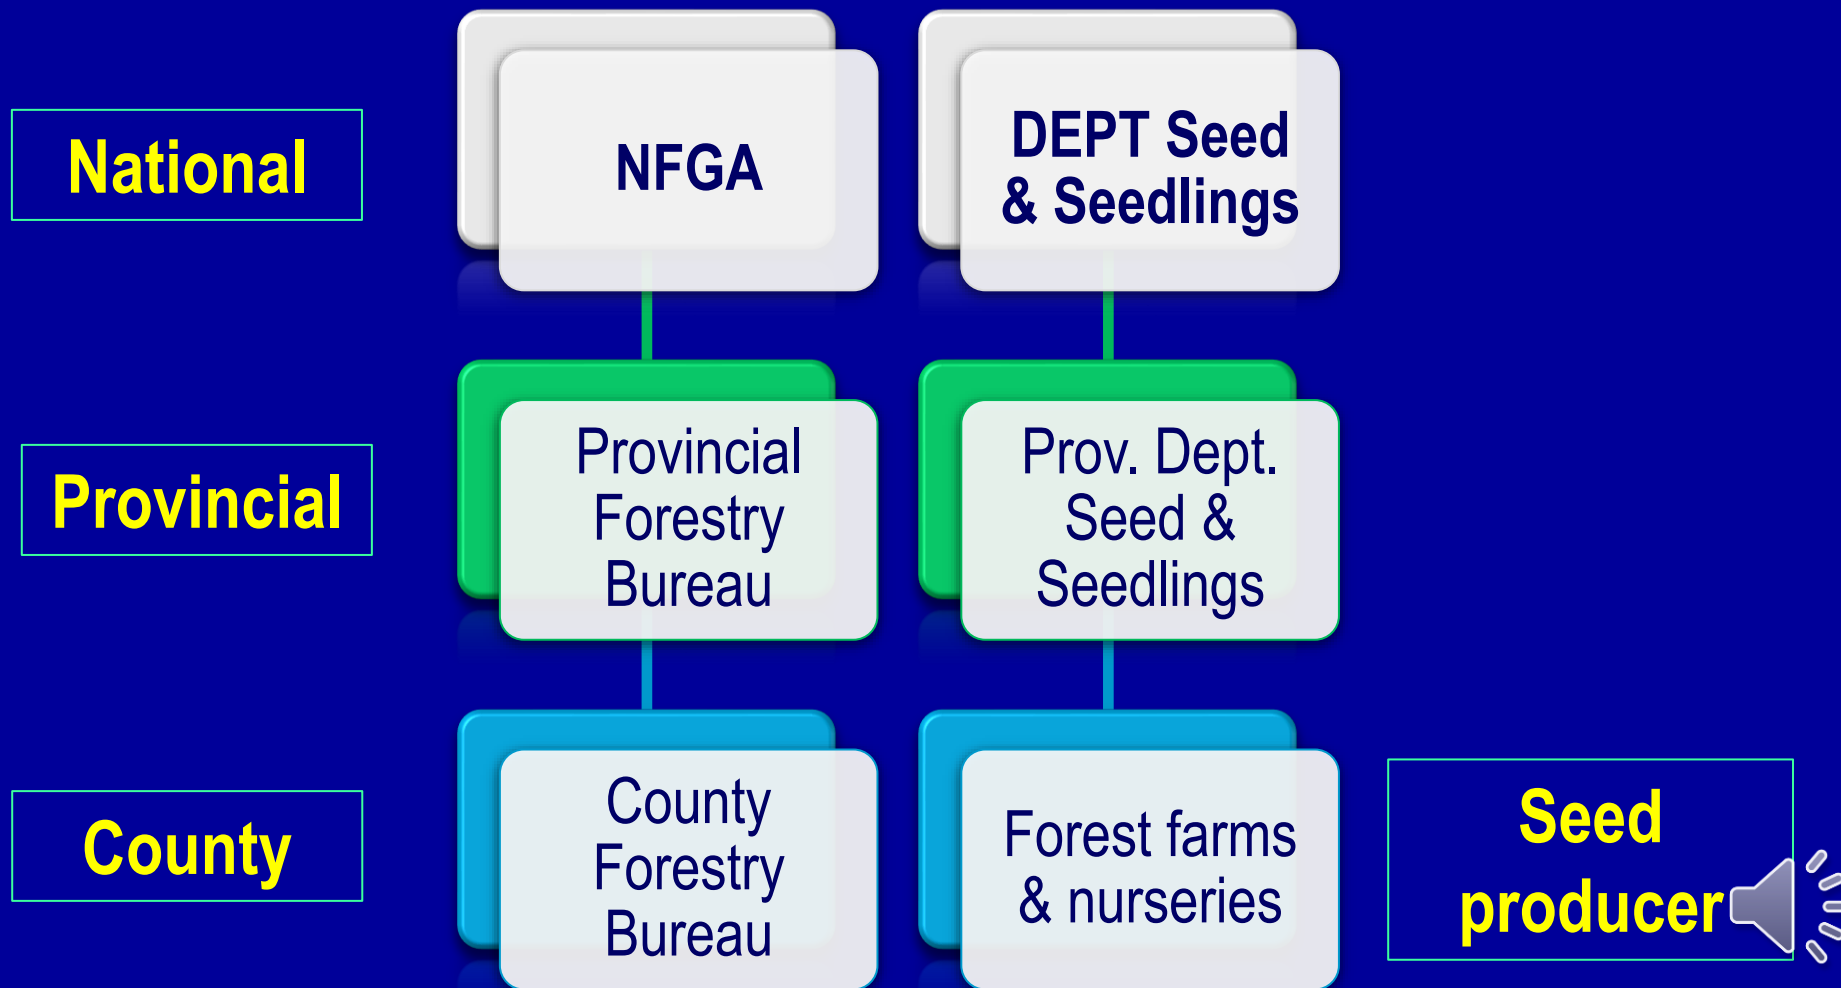 National
NFGA
DEPT Seed
& Seedlings
Provincial
Provincial
Forestry
Bureau
Prov. Dept.
Seed &
Seedlings
County
County
Forestry
Bureau
Forest farms
& nurseries
Seed
producer